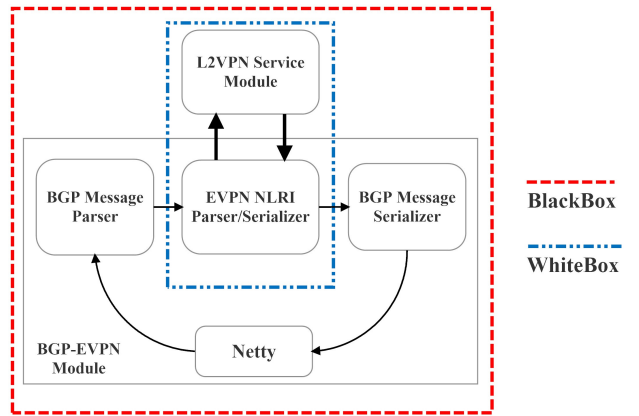 L2VPN Service
Module
BGP Message
Parser
EVPN NLRI
Parser/Serializer
BGP Message
Serializer
Netty
BGP-EVPN
Module
BlackBox
WhiteBox